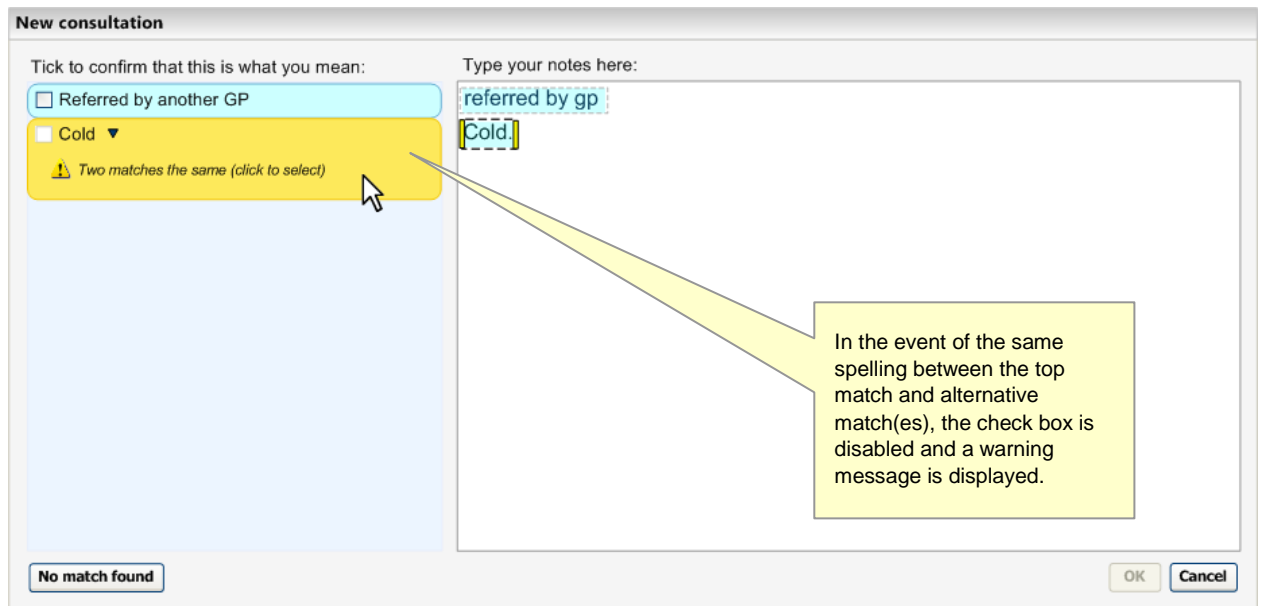 New consultation
Tick to confirm that this is what you mean:
Type your notes here:
Referred by another GP
referred by gp
Cold
Cold.
Two matches the same (click to select)
In the event of the same
spelling between the top
match and alternative
match(es), the check box is
disabled and a warning
message is displayed.
No match found
OK
Cancel